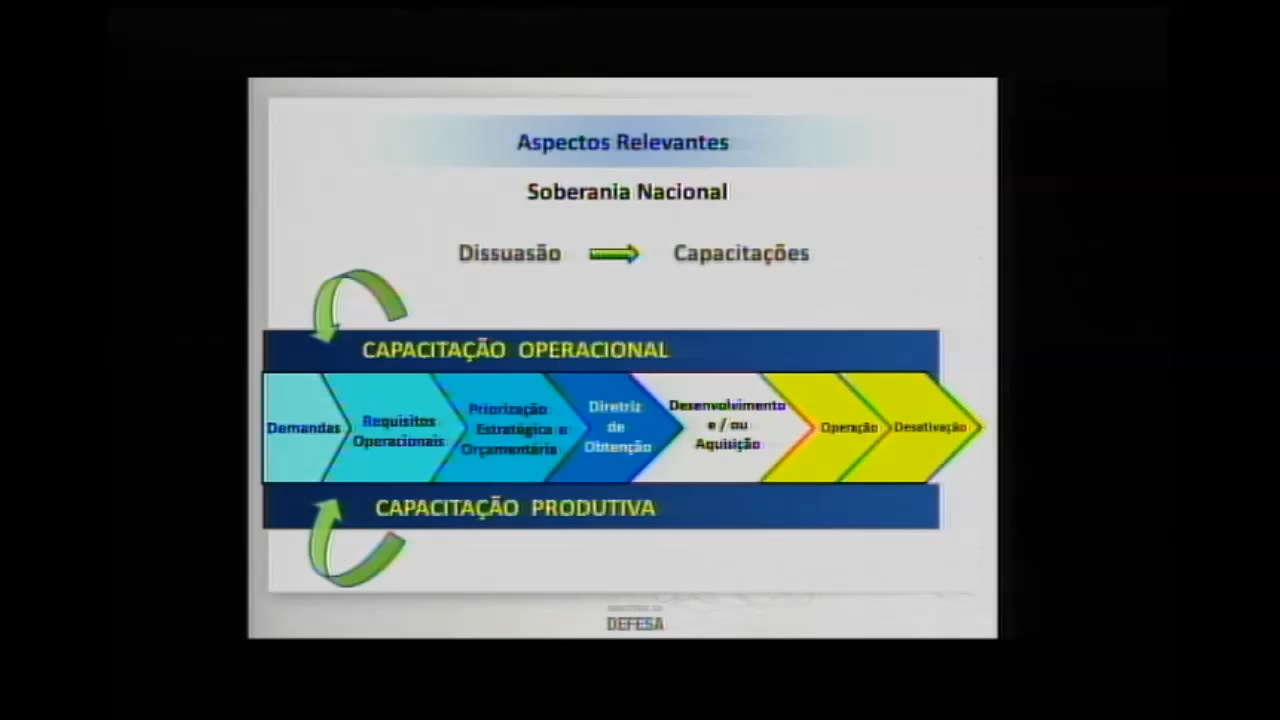 Aspectos Relevantes
Soberania Nacional
Dissuasão
Capacitações
CAPACITAÇÃO OPERACIONAL
Demandas
Requisitos
Operacionais
Priorização
Estratégica e
Orçamentária
Diretriz
de
Obtenção
Desenvolvimento
e / ou
Aquisição
Operação
Desativação
CAPACITAÇÃO PRODUTIVA
DEFESA